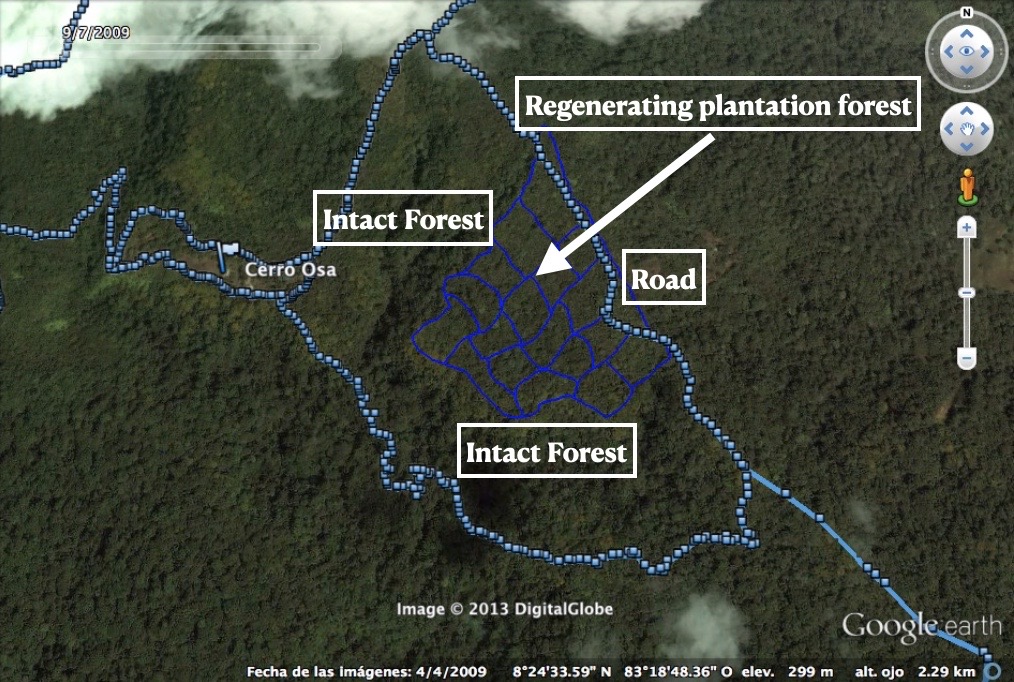 9/7/2009
N
Regenerating plantation forest
Intact Forest
Cerro Osa
Road
Intact Forest
Image © 2013 DigitalGlobe
Google earth
Fecha de las imágenes: 4/4/2009 8°24'33.59" N 83°18'48.36" O elev. 299 m alt. ojo 2.29 km